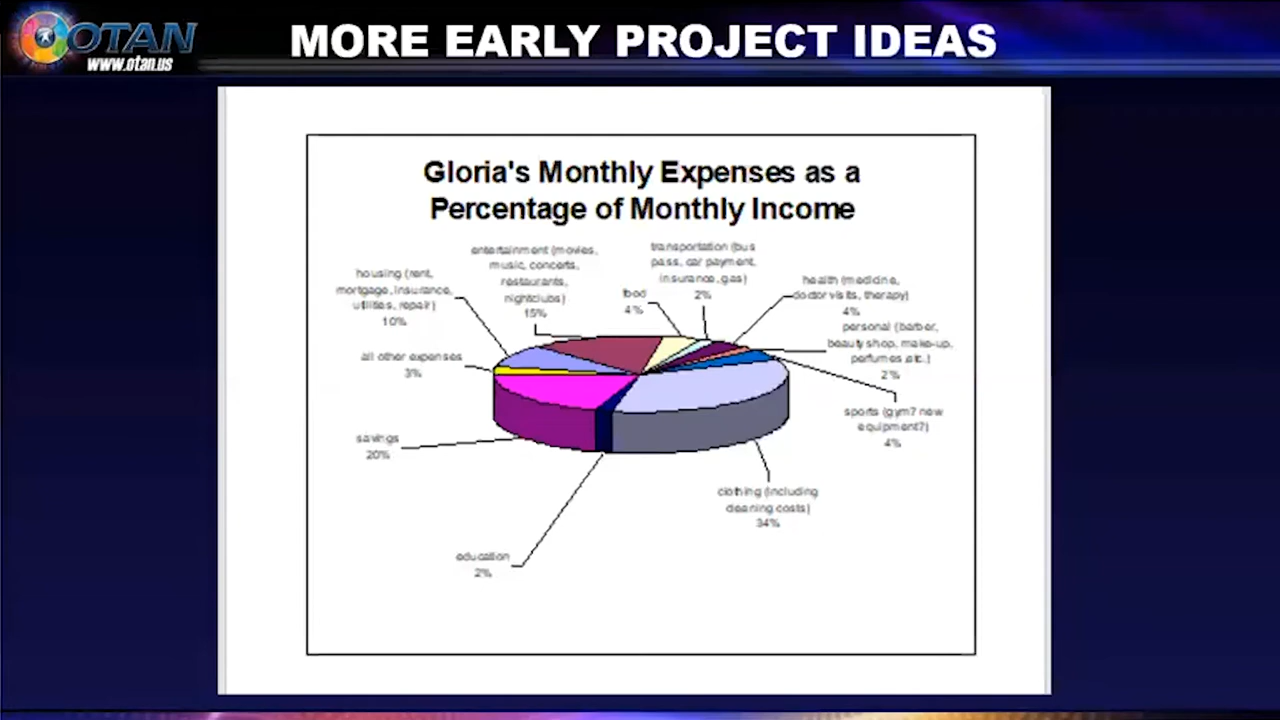 OTAN
www.otan.us
MORE EARLY PROJECT IDEAS
Gloria's Monthly Expenses as a
Percentage of Monthly Income
entertainment (movies,
music, concerts,
restaurants,
nightclubs)
15%
transportation (bus
pass, car payment,
insurance, gas)
2%
housing (rent,
mortgage, insurance,
utilities, repair)
10%
food
4%
health (medicine,
doctor visits, therapy)
4%
personal (barber,
beauty shop, make-up,
perfumes, etc.)
2%
all other expenses
3%
sports (gym? new
equipment?)
4%
savings
20%
clothing (including
cleaning costs)
34%
education
2%